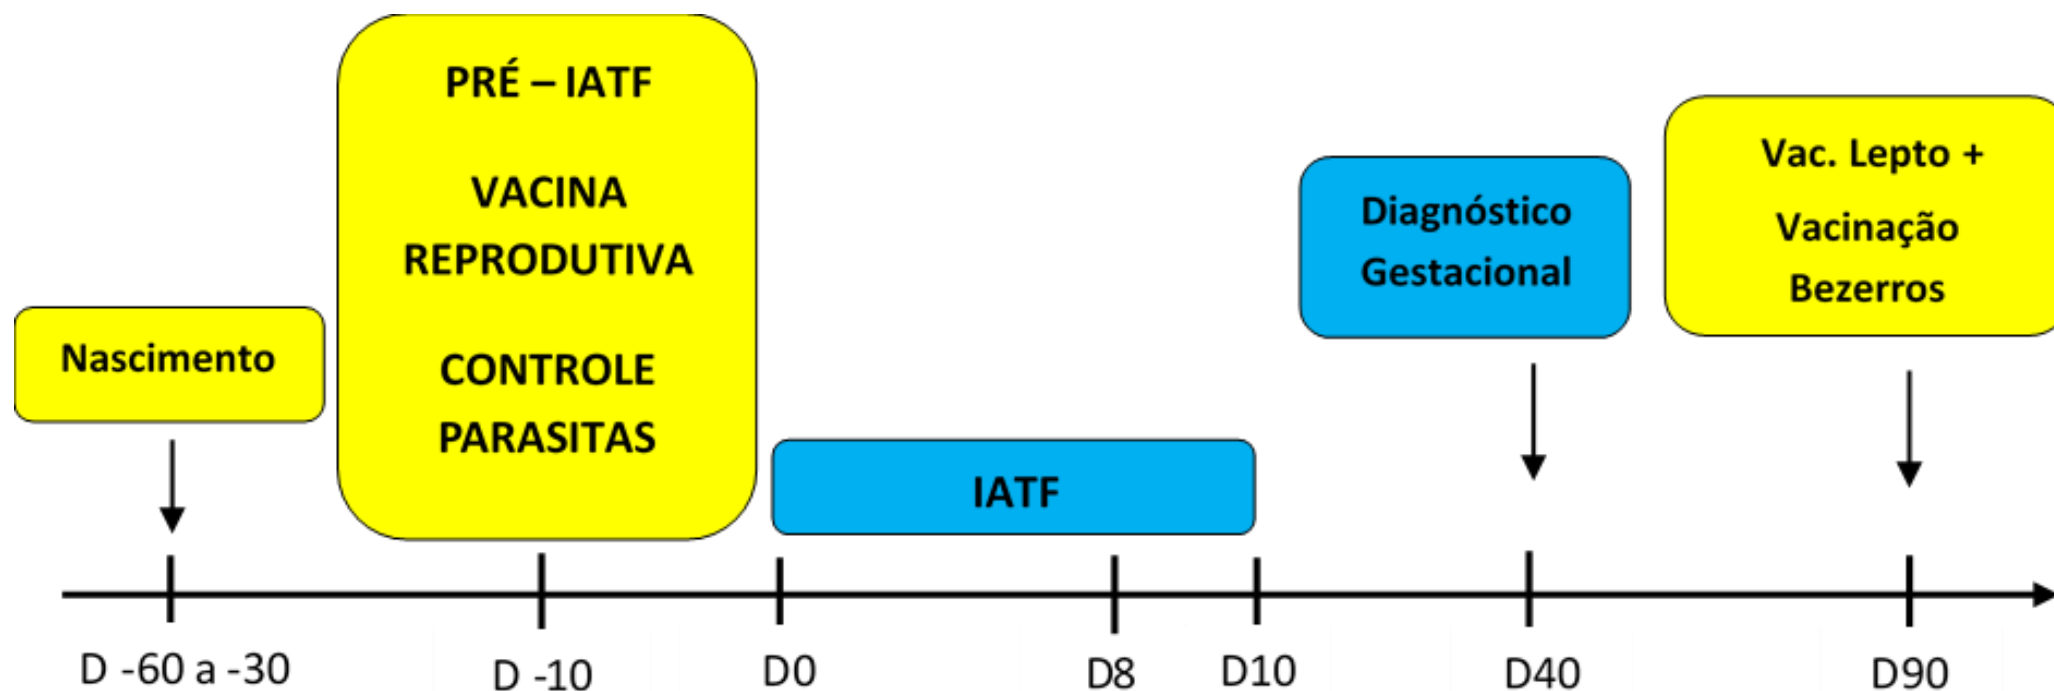 PRÉ – IATF
VACINA
REPRODUTIVA
CONTROLE
PARASITAS
Nascimento
IATF
Diagnóstico
Gestacional
Vac. Lepto +
Vacinação
Bezerros
D -60 a -30
D -10
D0
D8
D10
D40
D90